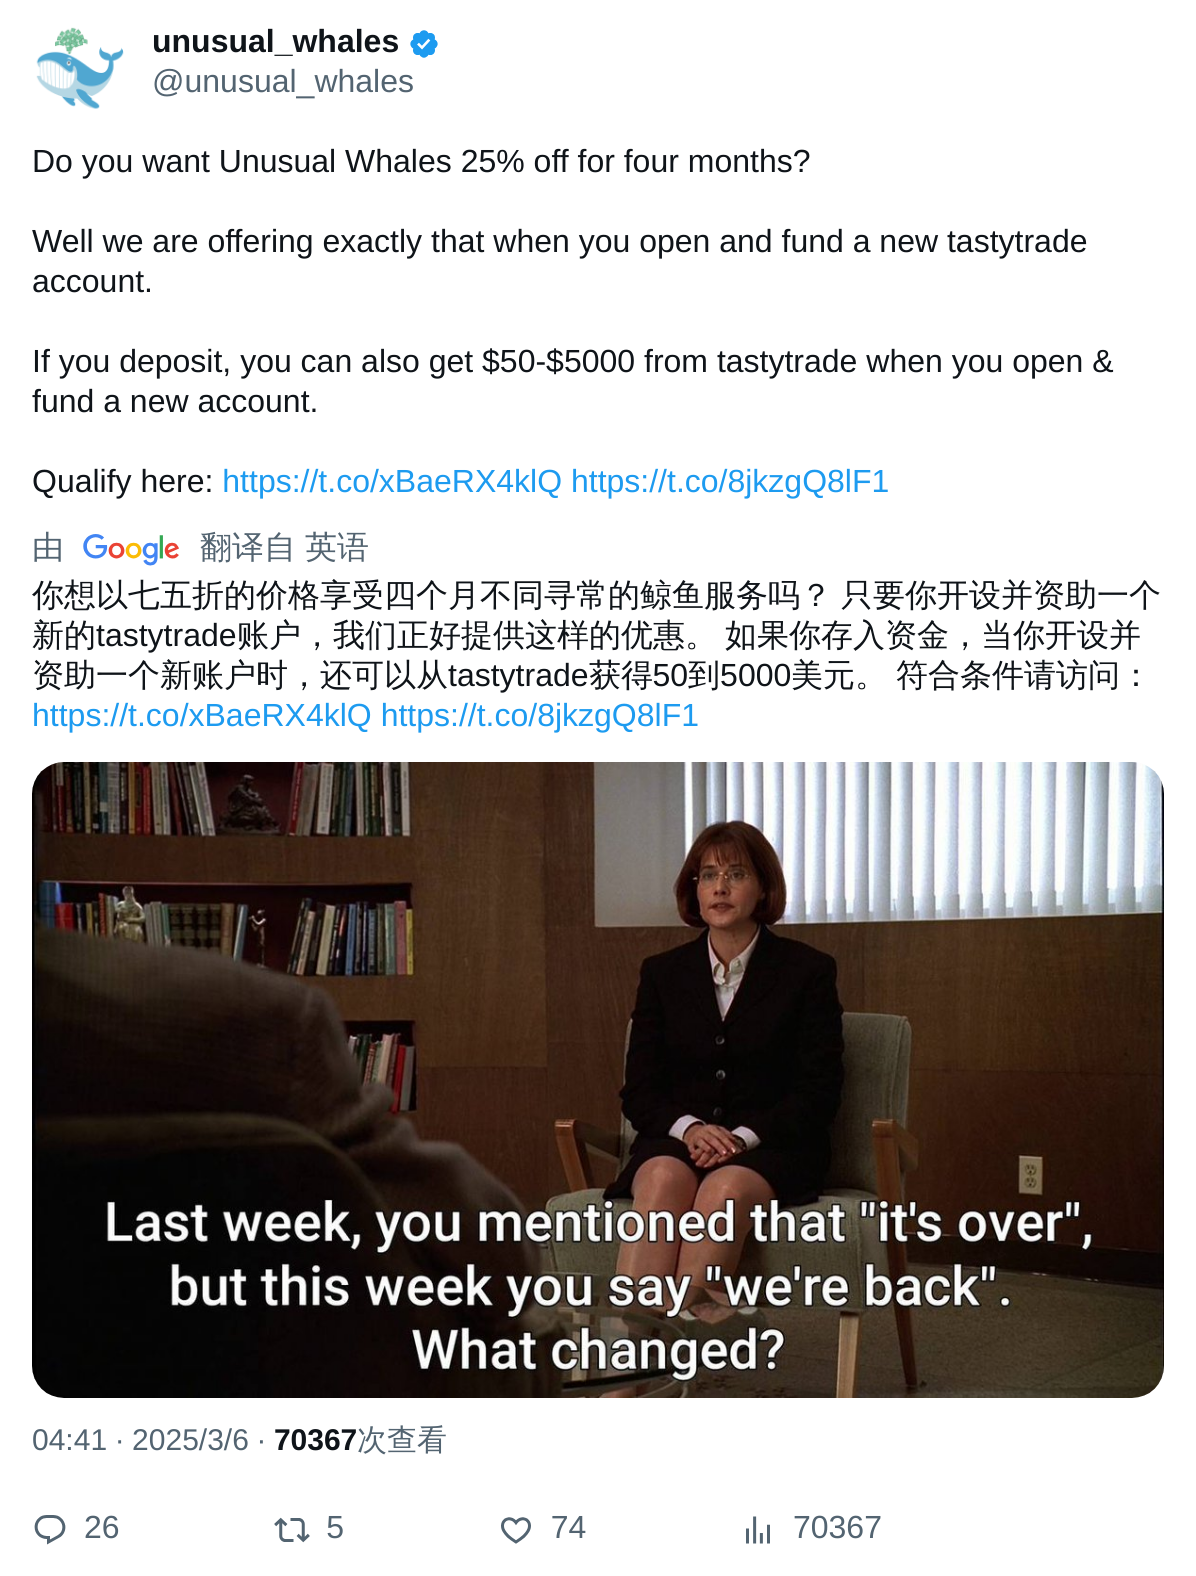 unusual_whales
@unusual_whales
Do you want Unusual Whales 25% off for four months?
Well we are offering exactly that when you open and fund a new tastytrade
account.
If you deposit, you can also get $50-$5000 from tastytrade when you open &
fund a new account.
Qualify here: https://t.co/xBaeRX4klQ https://t.co/8jkzgQ8lF1
由 Google 翻译自 英语
你想以七五折的价格享受四个月不同寻常的鲸鱼服务吗？ 只要你开设并资助一个
新的tastytrade账户，我们正好提供这样的优惠。 如果你存入资金，当你开设并
资助一个新账户时，还可以从tastytrade获得50到5000美元。 符合条件请访问：
https://t.co/xBaeRX4klQ https://t.co/8jkzgQ8lF1
Last week, you mentioned that "it's over",
but this week you say "we're back".
What changed?
04:41 · 2025/3/6 · 70367次查看
26 5 74 70367